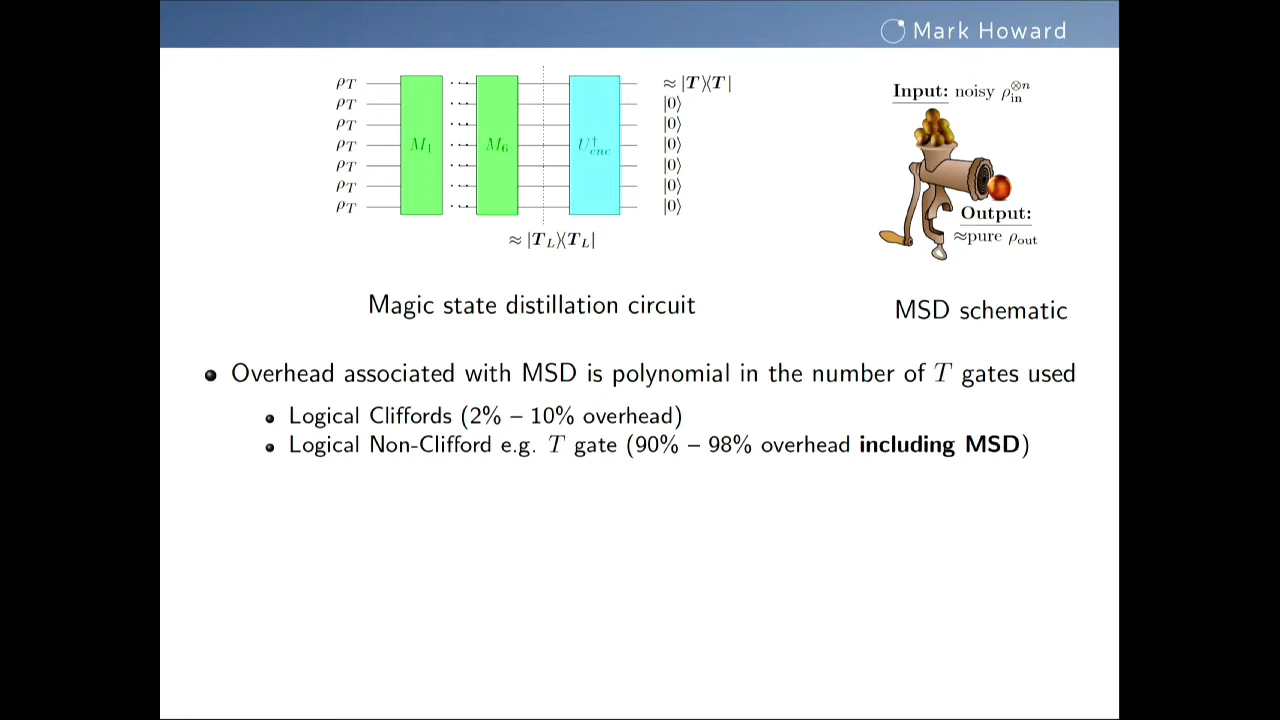 Mark Howard
ρ_T
ρ_T
ρ_T
ρ_T
ρ_T
ρ_T
ρ_T
M₁
···
M₆
U†_enc
≈ |T⟩⟨T|
|0⟩
|0⟩
|0⟩
|0⟩
|0⟩
|0⟩
≈ |T_L⟩⟨T_L|
Magic state distillation circuit
Input: noisy ρ_in^⊗n
Output:
≈pure ρ_out
MSD schematic
• Overhead associated with MSD is polynomial in the number of T gates used
• Logical Cliffords (2% – 10% overhead)
• Logical Non-Clifford e.g. T gate (90% – 98% overhead including MSD)